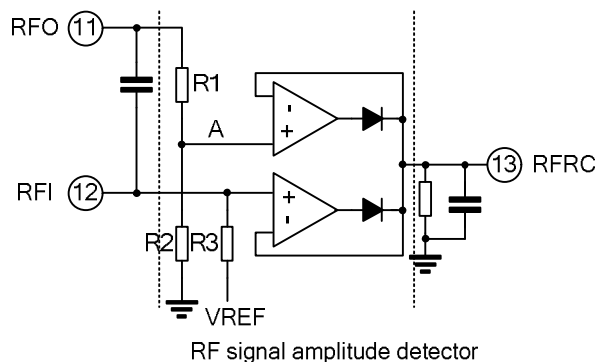 RFO 11
R1
A
-
+
13 RFRC
RFI 12
+
-
R2 R3
VREF
RF signal amplitude detector